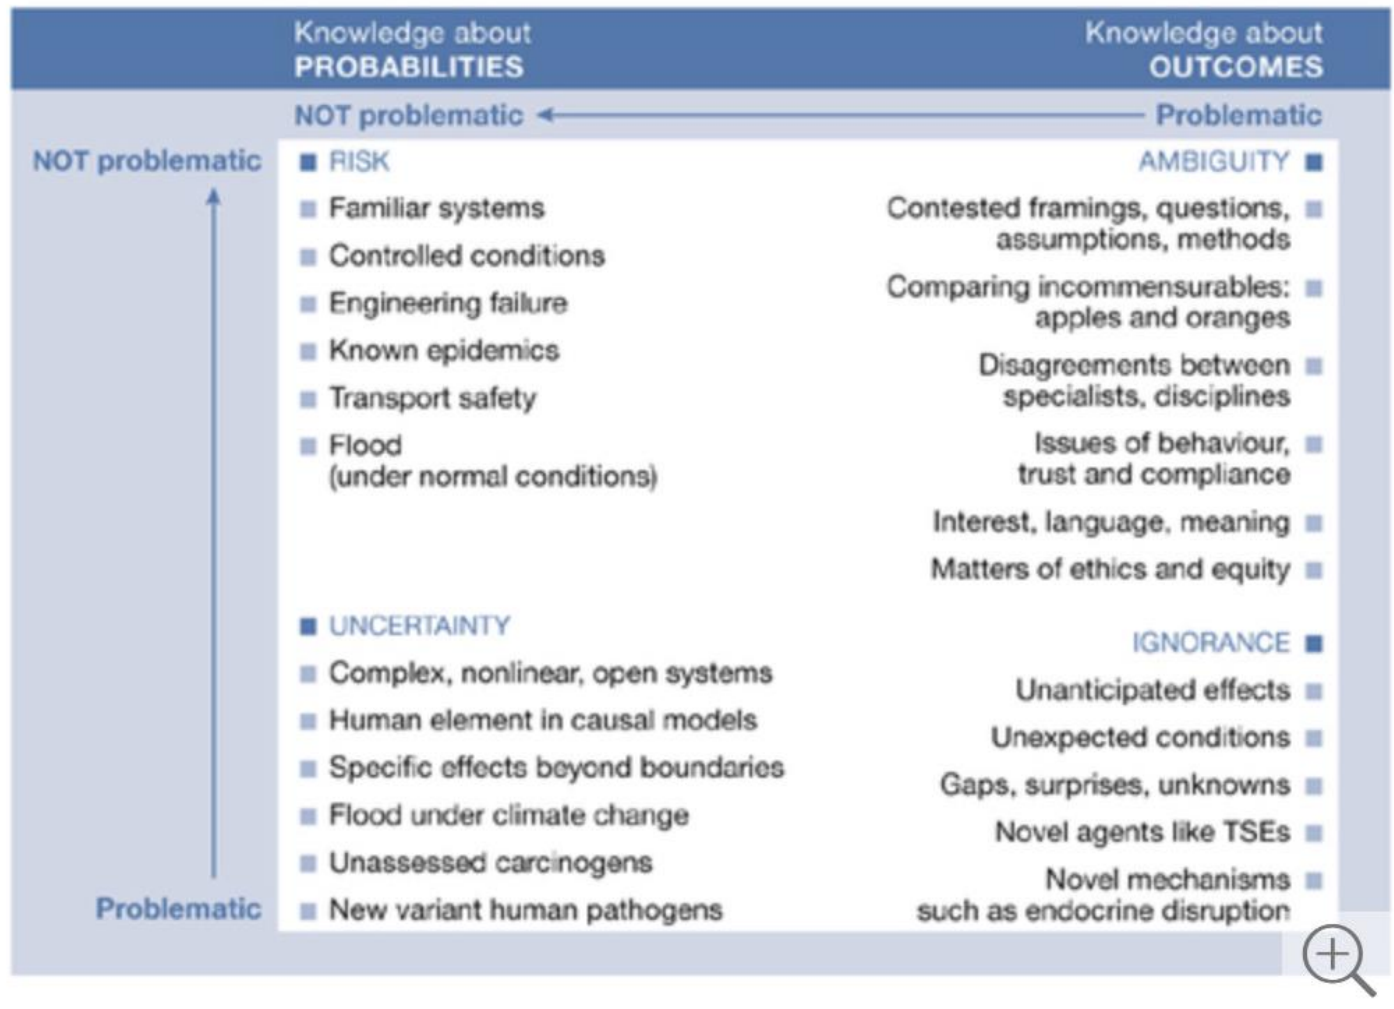 Knowledge about
PROBABILITIES
Knowledge about
OUTCOMES
NOT problematic
Problematic
NOT problematic
RISK
Familiar systems
Controlled conditions
Engineering failure
Known epidemics
Transport safety
Flood
(under normal conditions)
AMBIGUITY
Contested framings, questions,
assumptions, methods
Comparing incommensurables:
apples and oranges
Disagreements between
specialists, disciplines
Issues of behaviour,
trust and compliance
Interest, language, meaning
Matters of ethics and equity
UNCERTAINTY
Complex, nonlinear, open systems
Human element in causal models
Specific effects beyond boundaries
Flood under climate change
Unassessed carcinogens
New variant human pathogens
IGNORANCE
Unanticipated effects
Unexpected conditions
Gaps, surprises, unknowns
Novel agents like TSEs
Novel mechanisms
such as endocrine disruption
Problematic